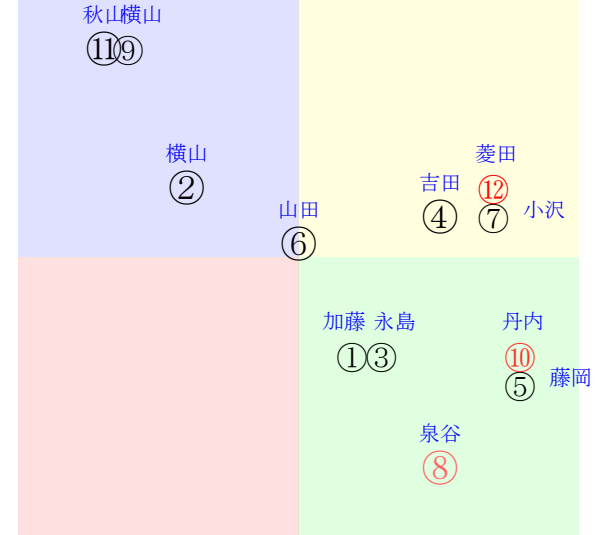 秋山横山
⑪⑨
横山
②
菱田
⑫
吉田
④
⑦
小沢
山田
⑥
加藤 永島
①③
丹内
⑩
⑤
藤岡
泉谷
⑧